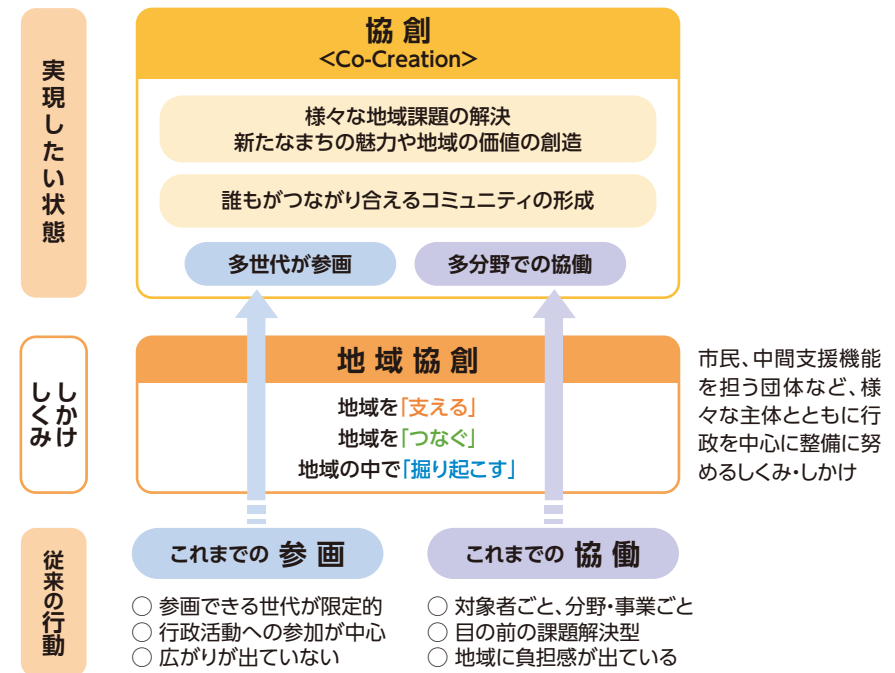 実現したい状態
協創
<Co-Creation>
様々な地域課題の解決
新たなまちの魅力や地域の価値の創造
誰もがつながり合えるコミュニティの形成
多世代が参画
多分野での協働
しかけ
しくみ
地域協創
地域を「支える」
地域を「つなぐ」
地域の中で「掘り起こす」
市民、中間支援機能
を担う団体など、様
々な主体とともに行
政を中心に整備に努
めるしくみ・しかけ
従来の行動
これまでの 参画
○ 参画できる世代が限定的
○ 行政活動への参加が中心
○ 広がりが出ていない
これまでの 協働
○ 対象者ごと、分野・事業ごと
○ 目の前の課題解決型
○ 地域に負担感が出ている